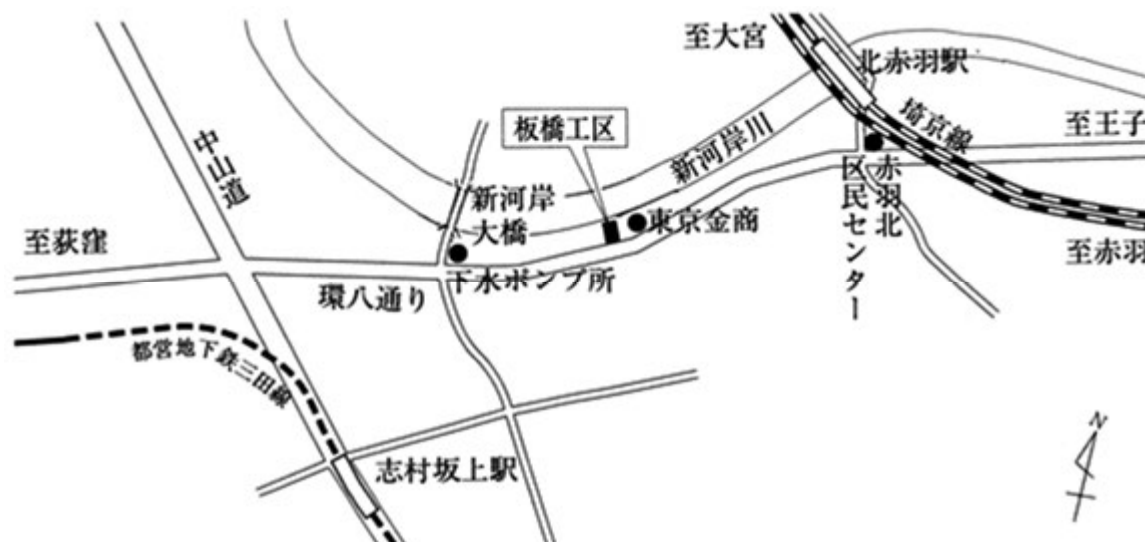 至大宮
北赤羽駅
埼京線
至王子
中山道
板橋工区
新河岸川
新河岸
大橋
東京金商
赤羽北
区民センター
至荻窪
至赤羽
下水ポンプ所
環八通り
都営地下鉄三田線
志村坂上駅
N